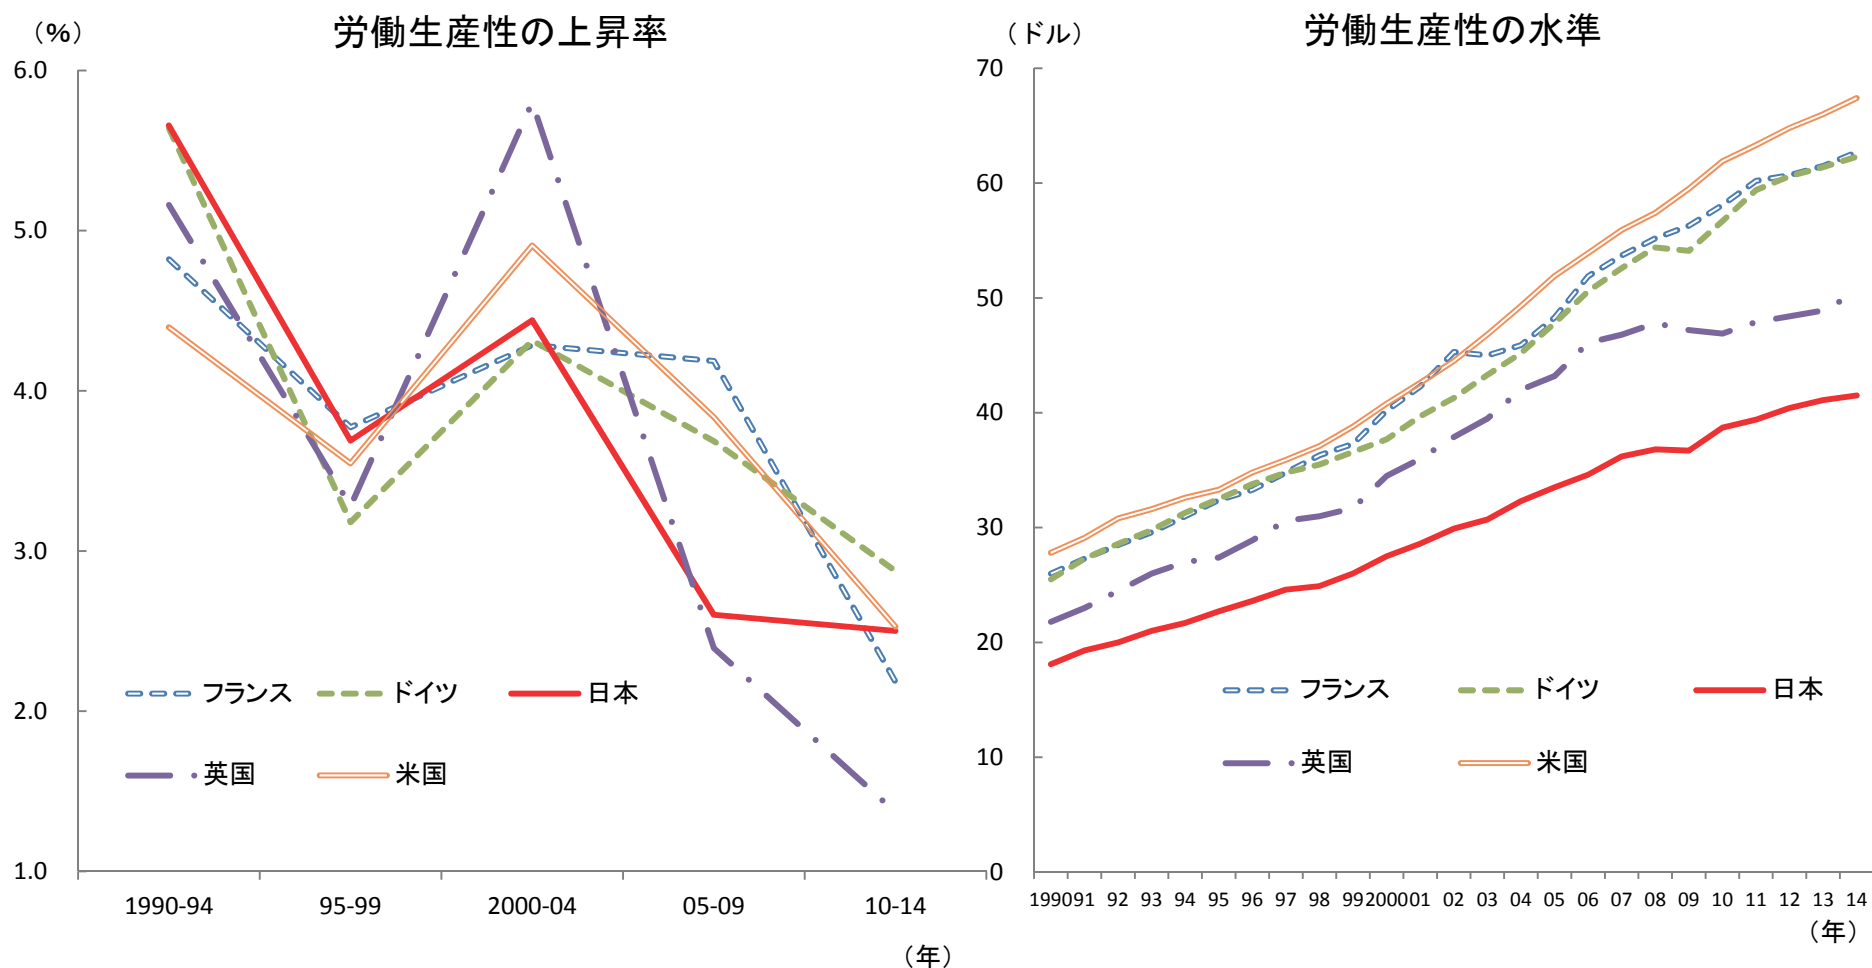 労働生産性の上昇率
（%）
6.0
5.0
4.0
3.0
2.0
1.0
フランス ドイツ 日本
英国 米国
1990-94 95-99 2000-04 05-09 10-14
（年）
労働生産性の水準
（ドル）
70
60
50
40
30
20
10
0
フランス ドイツ 日本
英国 米国
1990 91 92 93 94 95 96 97 98 99 2000 01 02 03 04 05 06 07 08 09 10 11 12 13 14
（年）